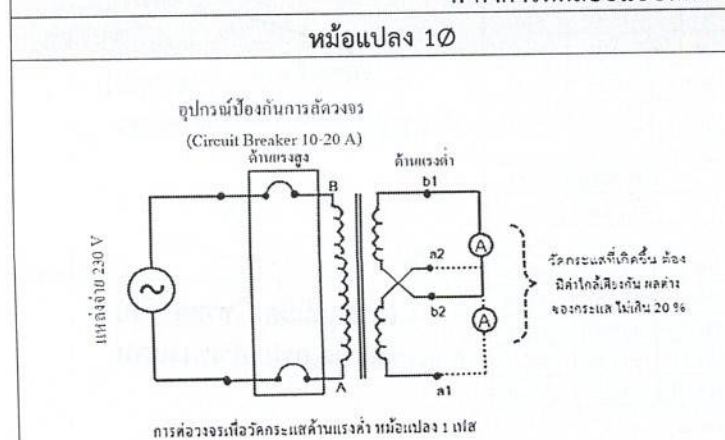 หม้อแปลง 1Ø
อุปกรณ์ป้องกันการลัดวงจร
(Circuit Breaker 10-20 A)
ด้านแรงสูง
ด้านแรงต่ำ
B
b1
แหล่งจ่าย 230 V
A
a2
b2
A
วัดกระแสที่เกิดขึ้น ต้อง
มีค่าใกล้เคียงกัน ผลต่าง
ของกระแส ไม่เกิน 20 %
A
a1
การต่อวงจรเพื่อวัดกระแสด้านแรงต่ำ หม้อแปลง 1 เฟส